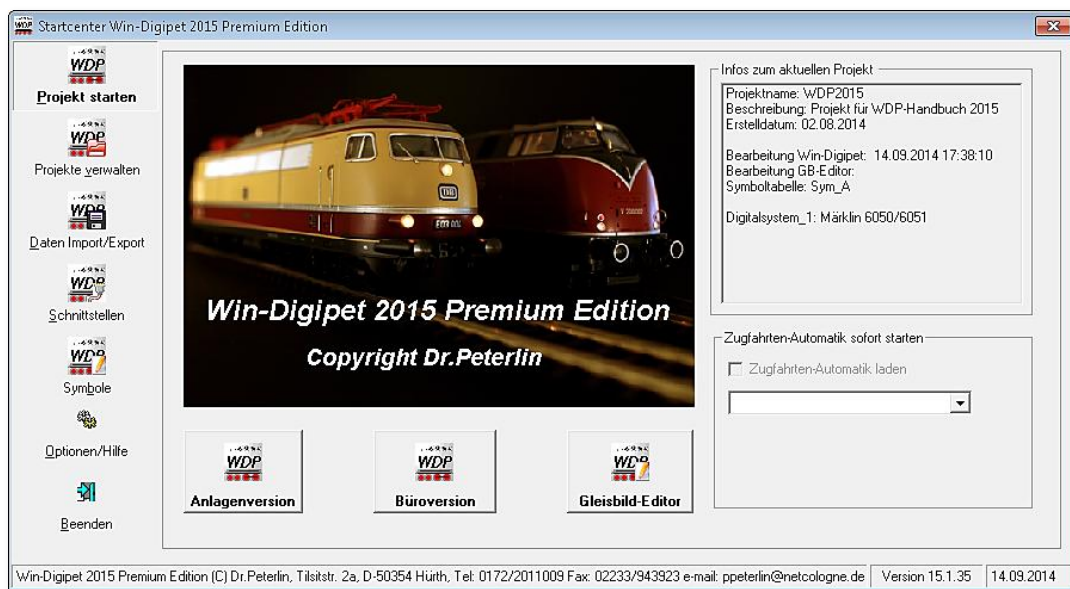 Startcenter Win-Digipet 2015 Premium Edition
WDP
Projekt starten
WDP
Projekte verwalten
WDP
Daten Import/Export
WDP
Schnittstellen
WDP
Symbole
Optionen/Hilfe
Beenden
E03 001
Win-Digipet 2015 Premium Edition
Copyright Dr.Peterlin
WDP
Anlagenversion
WDP
Büroversion
WDP
Gleisbild-Editor
Infos zum aktuellen Projekt
Projektname: WDP2015
Beschreibung: Projekt für WDP-Handbuch 2015
Erstelldatum: 02.08.2014
Bearbeitung Win-Digipet: 14.09.2014 17:38:10
Bearbeitung GB-Editor:
Symboltabelle: Sym_A
Digitalsystem_1: Märklin 6050/6051
Zugfahrten-Automatik sofort starten
Zugfahrten-Automatik laden
Win-Digipet 2015 Premium Edition (C) Dr.Peterlin, Tilsitstr. 2a, D-50354 Hürth, Tel: 0172/2011009 Fax: 02233/943923 e-mail: ppeterlin@netcologne.de
Version 15.1.35
14.09.2014